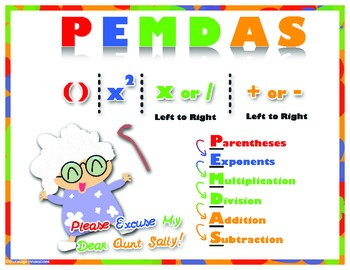 PEMDAS
() x² x or / + or -
Left to Right Left to Right
Parentheses
Exponents
Multiplication
Division
Addition
Subtraction
Please Excuse My
Dear Aunt Sally!